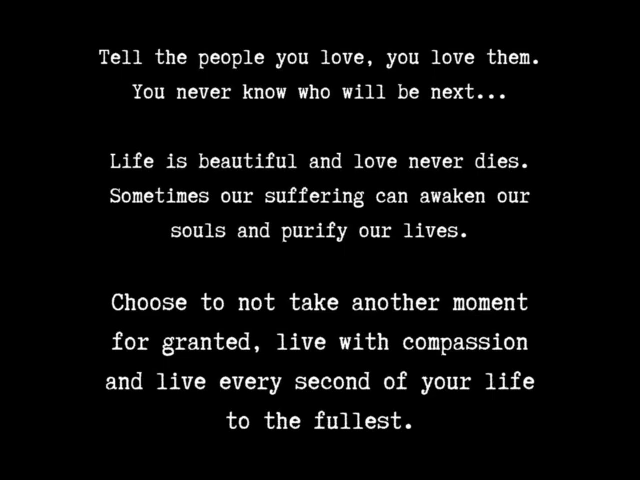 Tell the people you love, you love them.
You never know who will be next...
Life is beautiful and love never dies.
Sometimes our suffering can awaken our
souls and purify our lives.
Choose to not take another moment
for granted, live with compassion
and live every second of your life
to the fullest.